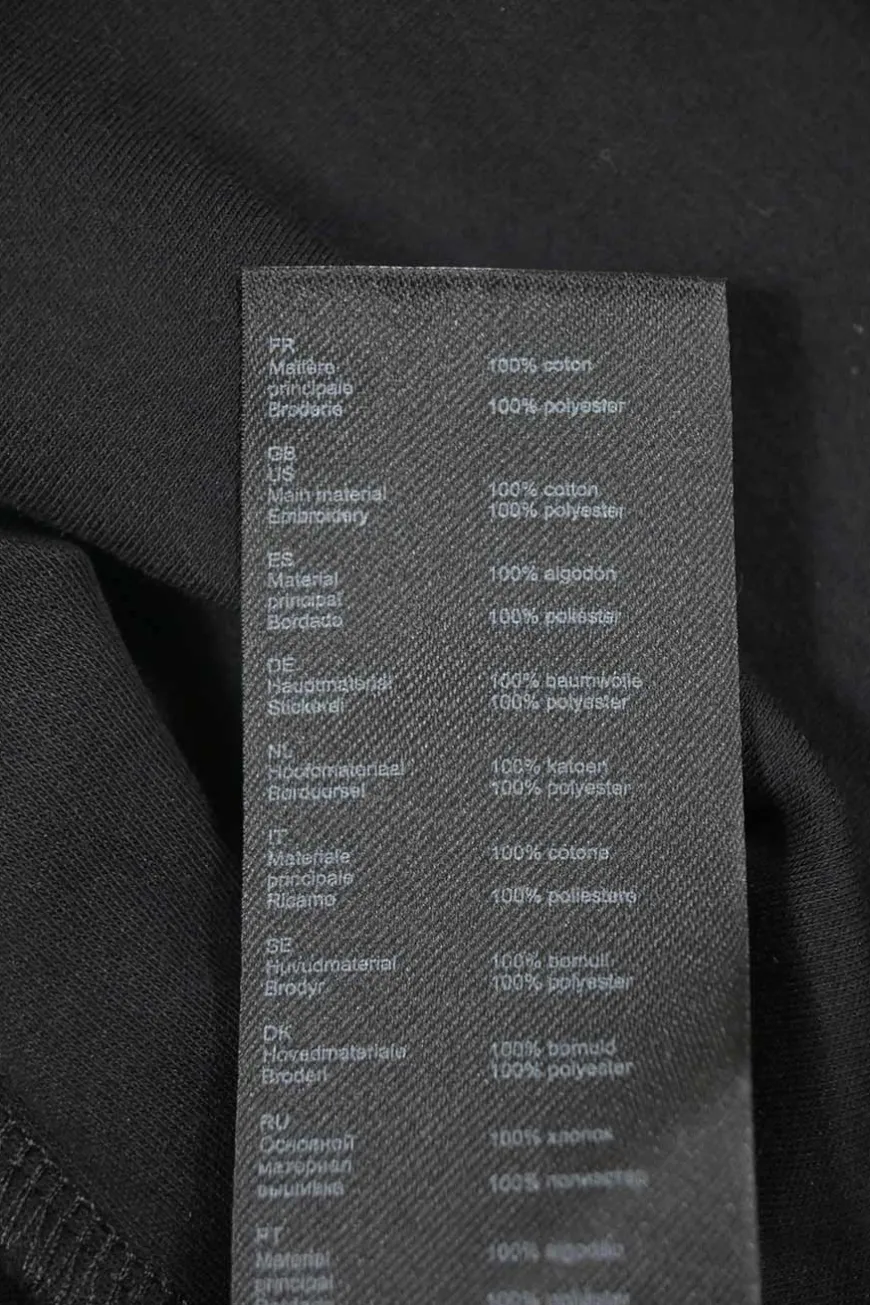 FR
Matière 100% coton
principale
Broderie 100% polyester
GB
US
Main material 100% cotton
Embroidery 100% polyester
ES
Material 100% algodón
principal
Bordado 100% poliéster
DE
Hauptmaterial 100% baumwolle
Stickerei 100% polyester
NL
Hoofdmateriaal 100% katoen
Borduursel 100% polyester
IT
Materiale 100% cotone
principale
Ricamo 100% poliestere
SE
Huvudmaterial 100% bomull
Brodyr 100% polyester
DK
Hovedmateriale 100% bomuld
Broderi 100% polyester
RU
Основной 100% хлопок
материал
вышивка 100% полиэстер
PT
Material 100% algodão
principal